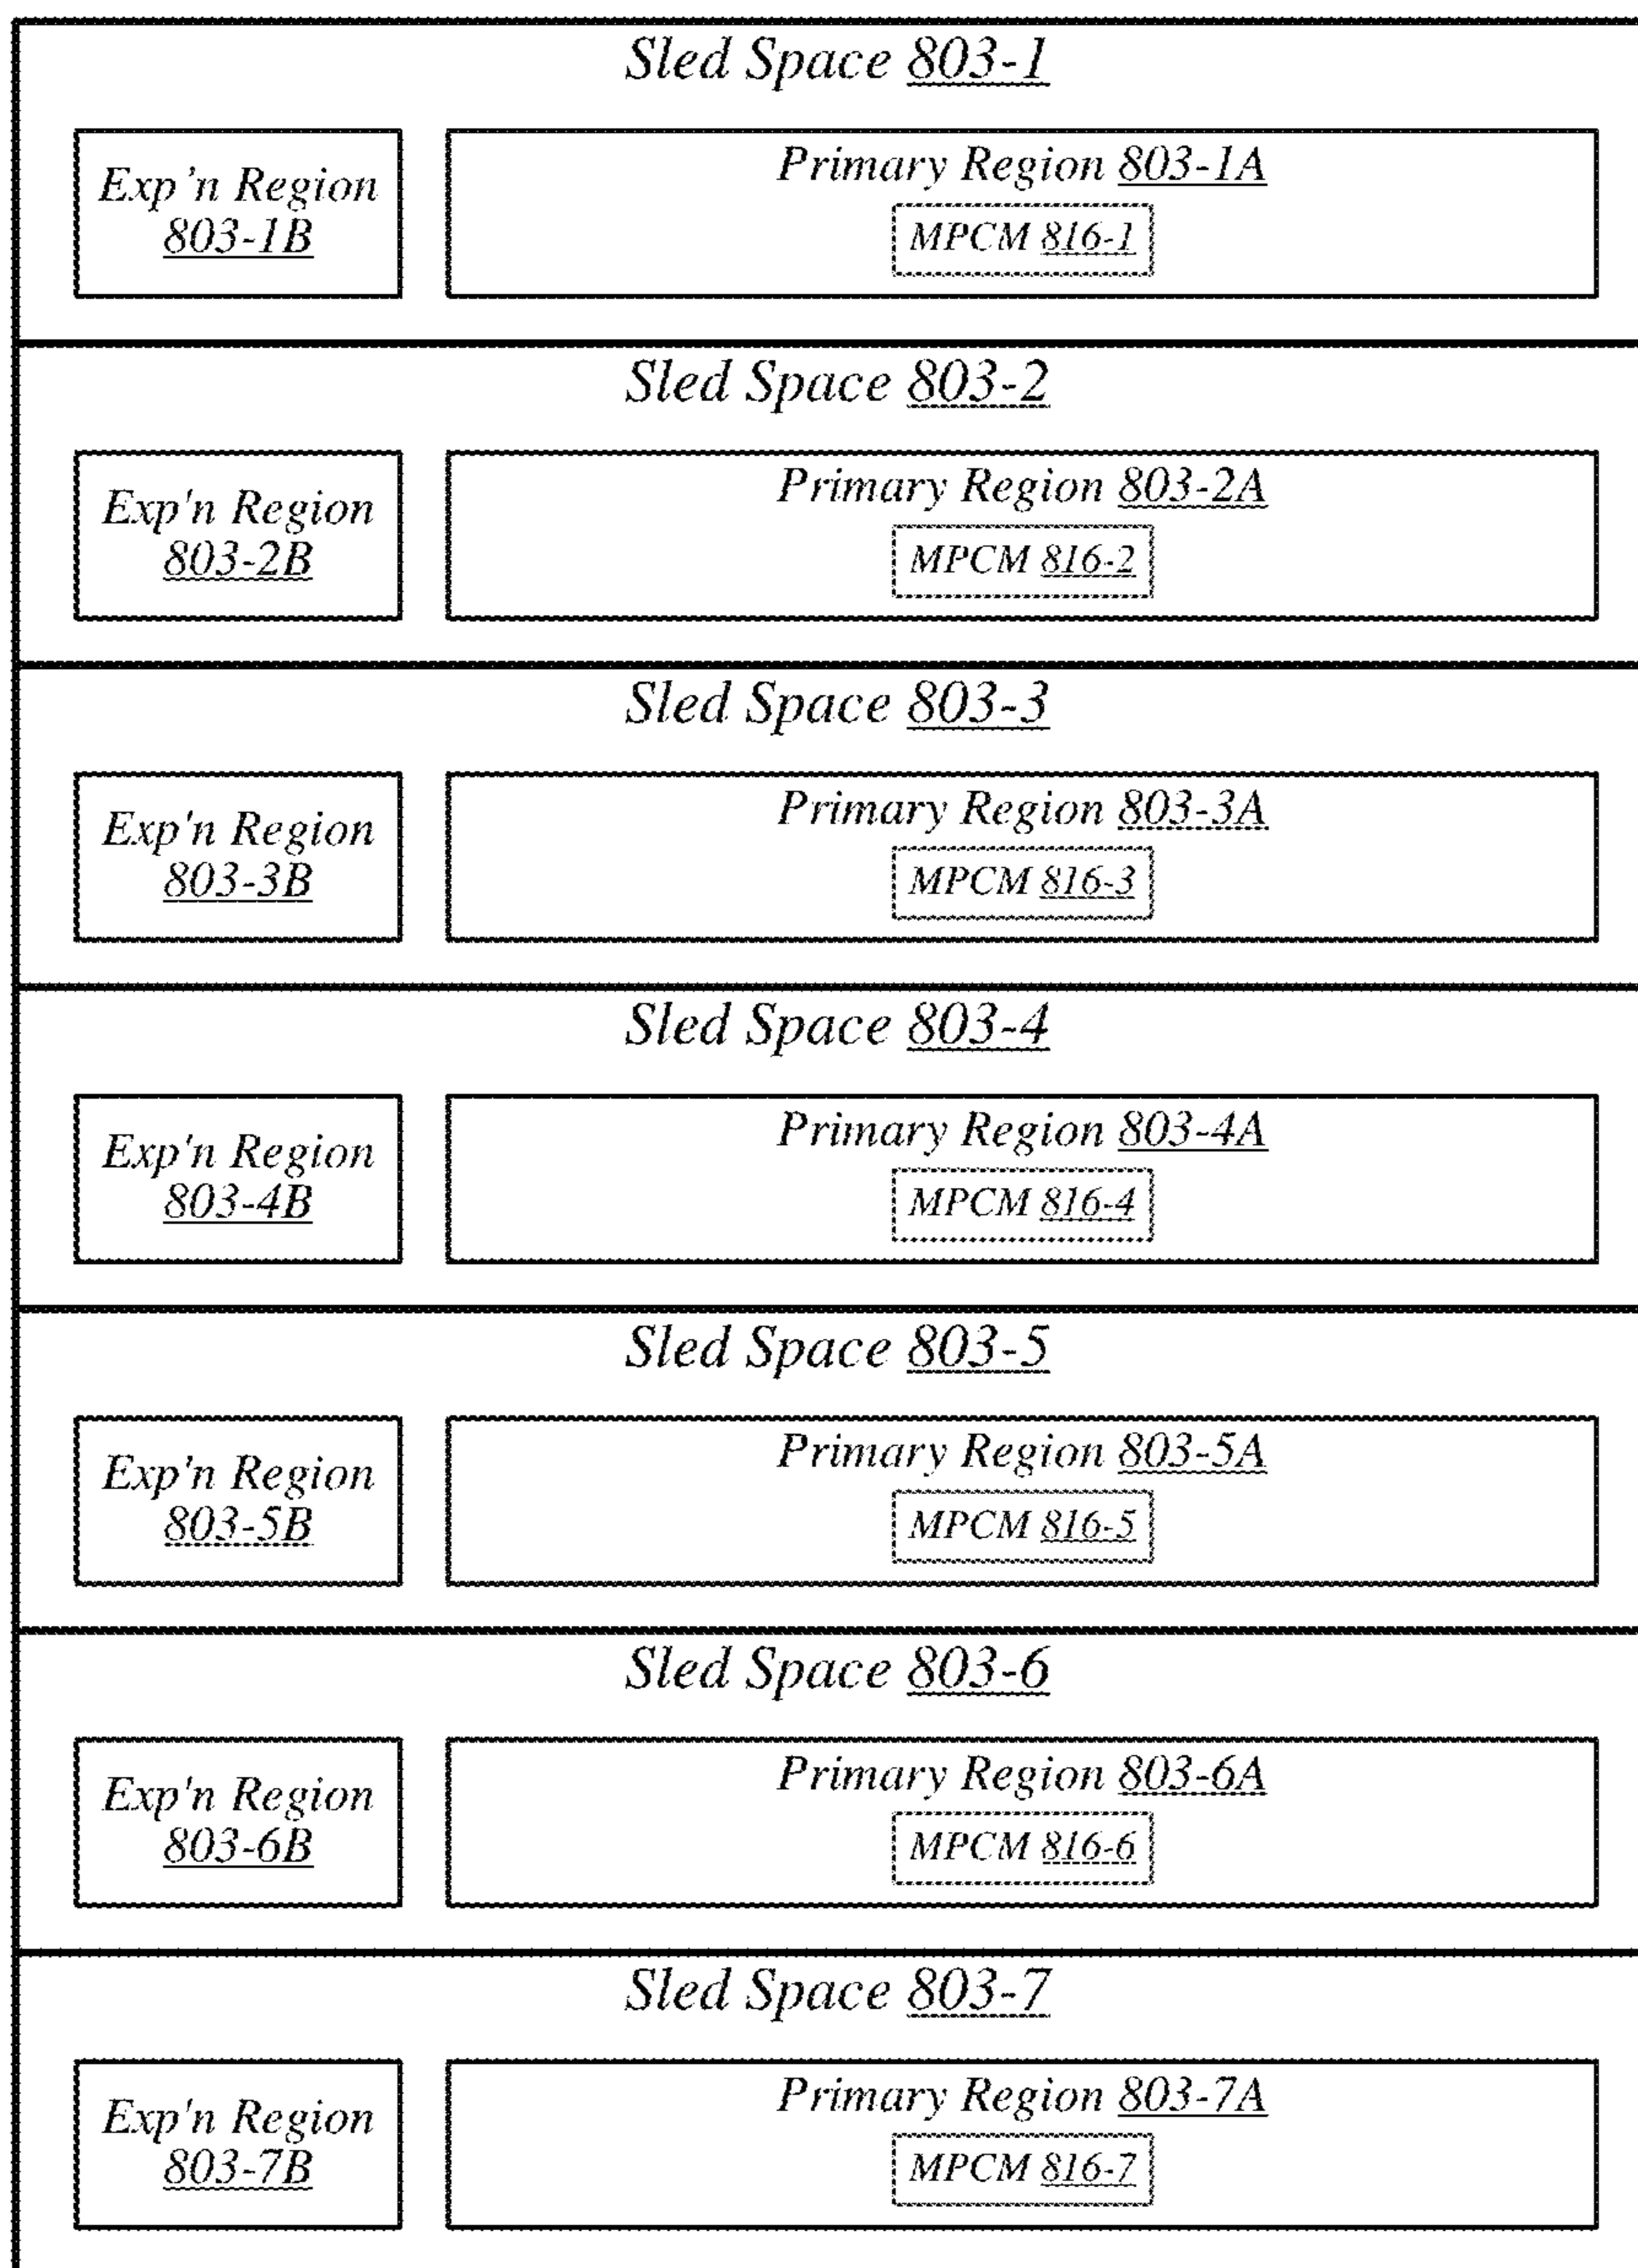 Sled Space 803-1
Exp'n Region
803-1B
Primary Region 803-1A
MPCM 816-1
Sled Space 803-2
Exp'n Region
803-2B
Primary Region 803-2A
MPCM 816-2
Sled Space 803-3
Exp'n Region
803-3B
Primary Region 803-3A
MPCM 816-3
Sled Space 803-4
Exp'n Region
803-4B
Primary Region 803-4A
MPCM 816-4
Sled Space 803-5
Exp'n Region
803-5B
Primary Region 803-5A
MPCM 816-5
Sled Space 803-6
Exp'n Region
803-6B
Primary Region 803-6A
MPCM 816-6
Sled Space 803-7
Exp'n Region
803-7B
Primary Region 803-7A
MPCM 816-7